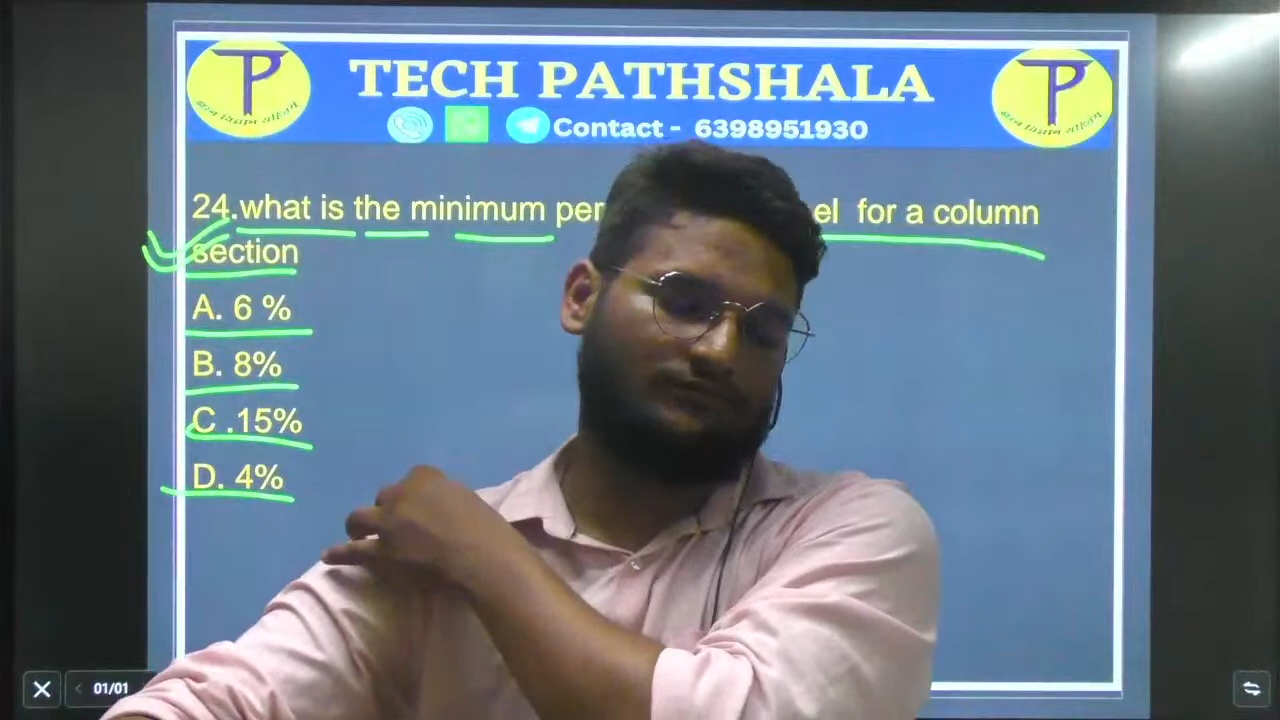 TECH PATHSHALA
Contact - 6398951930
24.what is the minimum per el for a column
section
A. 6 %
B. 8%
C .15%
D. 4%
01/01